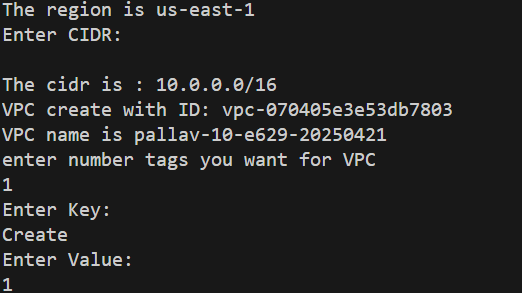 The region is us-east-1
Enter CIDR:
The cidr is : 10.0.0.0/16
VPC create with ID: vpc-070405e3e53db7803
VPC name is pallav-10-e629-20250421
enter number tags you want for VPC
1
Enter Key:
Create
Enter Value:
1